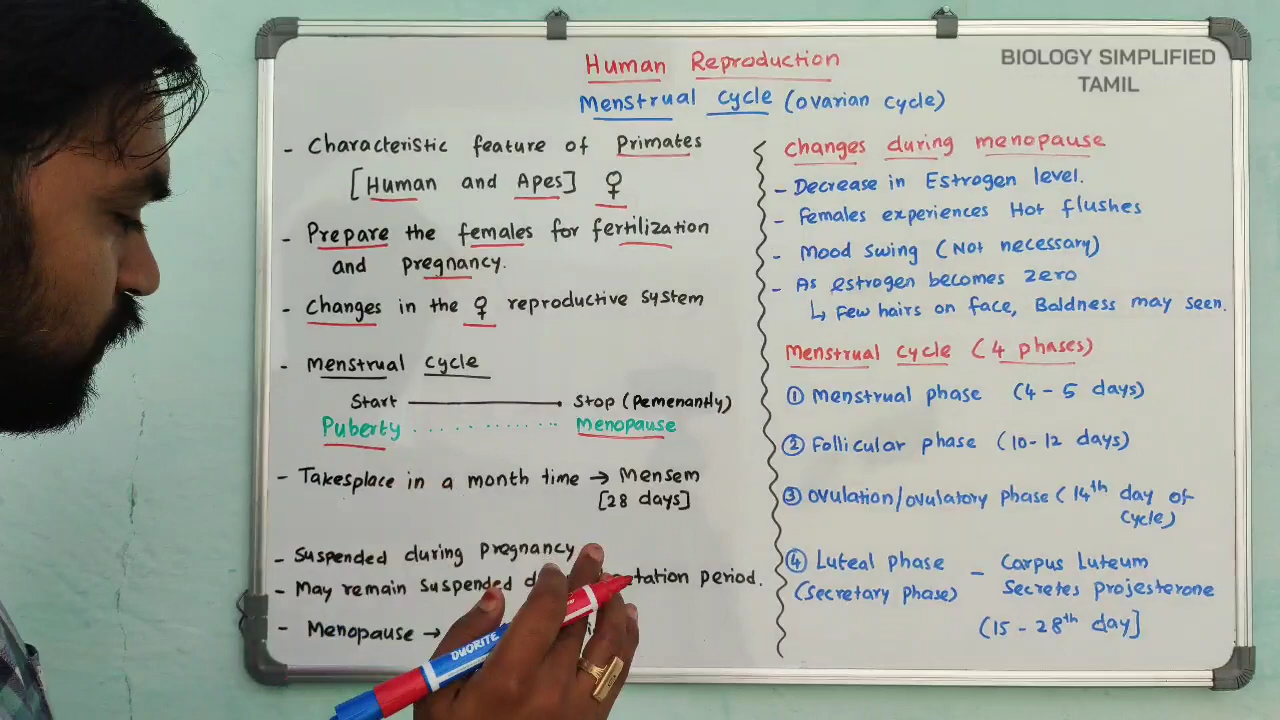 Human Reproduction
Menstrual cycle (ovarian cycle)
BIOLOGY SIMPLIFIED
TAMIL
- Characteristic feature of Primates
[Human and Apes] ♀
- Prepare the females for fertilization
and pregnancy.
- Changes in the ♀ reproductive system
- Menstrual cycle
Start Stop (Pemenantly)
Puberty Menopause
- Takesplace in a month time → Mensem
[28 days]
- Suspended during pregnancy
- May remain suspended period.
- Menopause →
Changes during menopause
- Decrease in Estrogen level.
- Females experiences Hot flushes
- Mood swing (Not necessary)
- As estrogen becomes zero
↳ Few hairs on face, Baldness may seen.
Menstrual cycle (4 phases)
① Menstrual phase (4 - 5 days)
② Follicular phase (10 - 12 days)
③ ovulation/ovulatory phase (14th day of
cycle)
④ Luteal phase - Corpus Luteum
(Secretary phase) Secretes projesterone
(15 - 28th day]
DUORITE